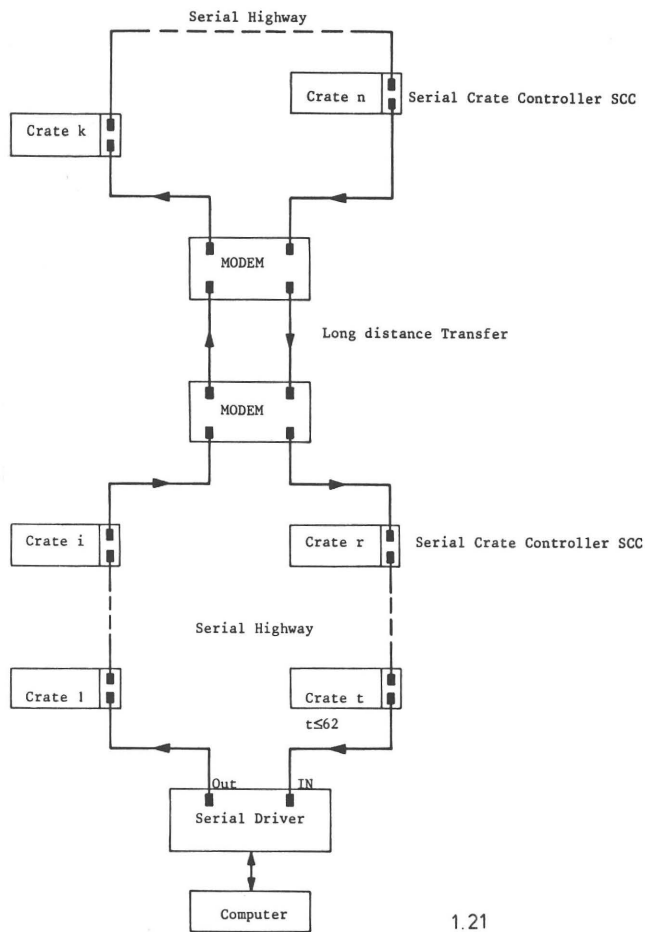 Serial Highway
Crate n
Serial Crate Controller SCC
Crate k
MODEM
Long distance Transfer
MODEM
Crate i
Crate r
Serial Crate Controller SCC
Serial Highway
Crate 1
Crate t
t≤62
Out
IN
Serial Driver
Computer
1.21